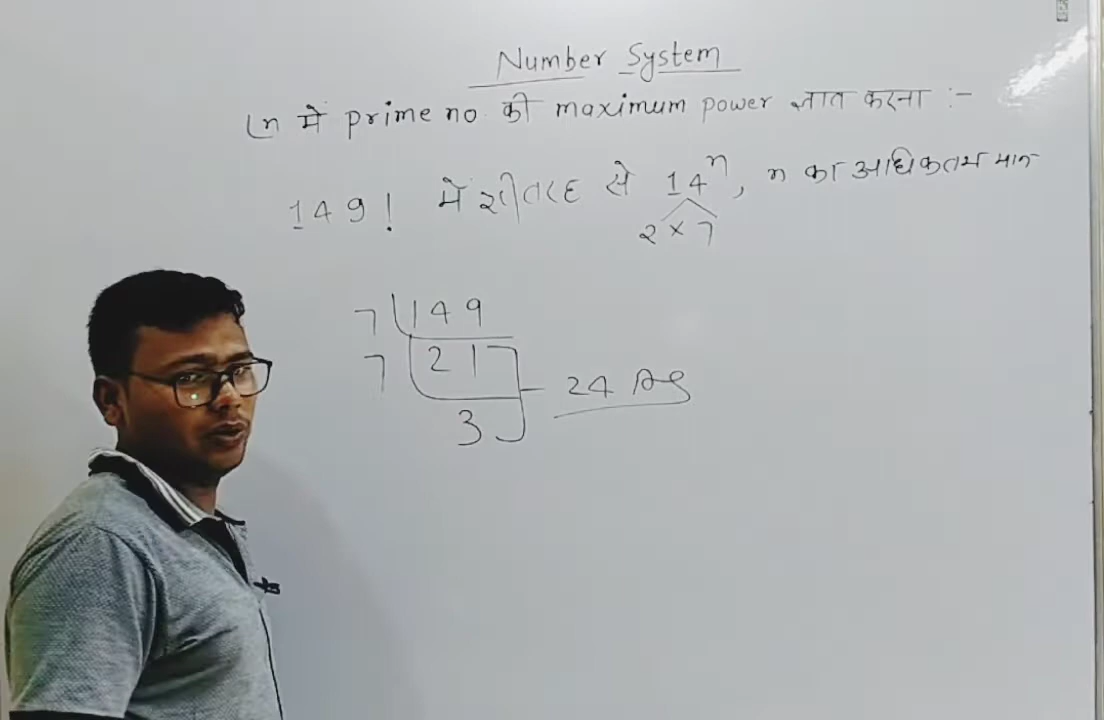 Number System
Ln में prime no. की maximum power ज्ञात करना :-
149! में से 14ⁿ, n का अधिकतम मान
2 × 7
7 149
7 21
3
24 Ans